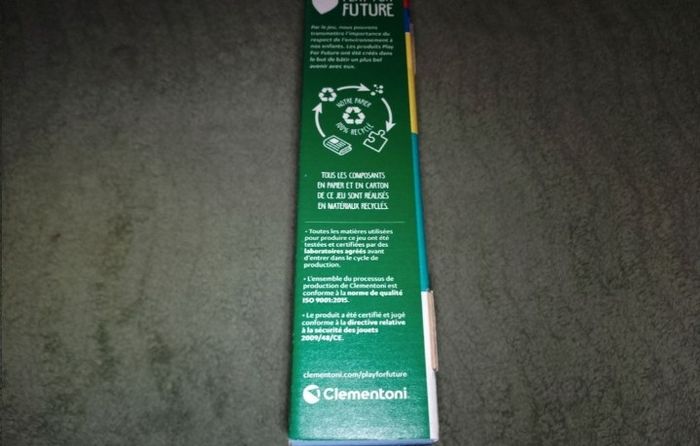 PLAY FOR
FUTURE
Par le jeu, nous pouvons
transmettre l'importance du
respect de l'environnement à
nos enfants. Les produits Play
For Future ont été créés dans
le but de bâtir un plus bel
avenir avec eux.
NOTRE PAPIER
100% RECYCLÉ
TOUS LES COMPOSANTS
EN PAPIER ET EN CARTON
DE CE JEU SONT RÉALISÉS
EN MATÉRIAUX RECYCLÉS.
• Toutes les matières utilisées
pour produire ce jeu ont été
testées et certifiées par des
laboratoires agréés avant
d'entrer dans le cycle de
production.
• L'ensemble du processus de
production de Clementoni est
conforme à la norme de qualité
ISO 9001:2015.
• Le produit a été certifié et jugé
conforme à la directive relative
à la sécurité des jouets
2009/48/CE.
clementoni.com/playforfuture
Clementoni